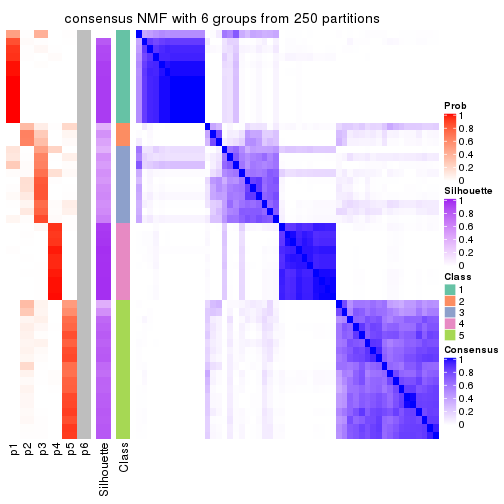 consensus NMF with 6 groups from 250 partitions
Prob
1
0.8
0.6
0.4
0.2
0
Silhouette
1
0.8
0.6
0.4
0.2
0
Class
1
2
3
4
5
Consensus
1
0.8
0.6
0.4
0.2
0
p1
p2
p3
p4
p5
p6
Silhouette
Class